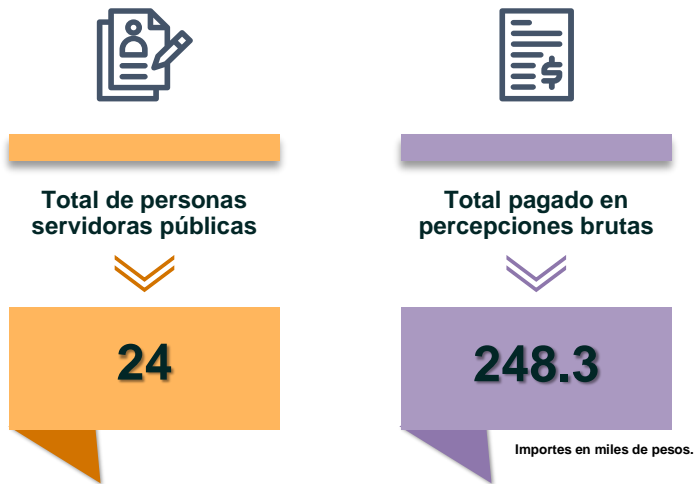 Total de personas
servidoras públicas
24
Total pagado en
percepciones brutas
248.3
Importes en miles de pesos.